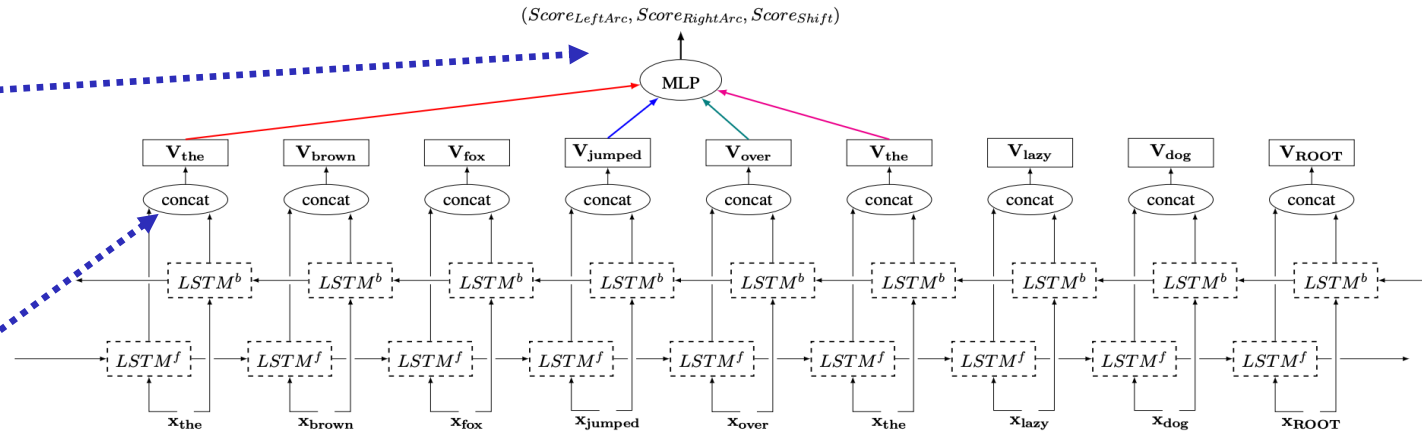 (Score_LeftArc, Score_RightArc, Score_Shift)
MLP
V_the V_brown V_fox V_jumped V_over V_the V_lazy V_dog V_ROOT
concat concat concat concat concat concat concat concat concat
LSTM^b LSTM^b LSTM^b LSTM^b LSTM^b LSTM^b LSTM^b LSTM^b LSTM^b
LSTM^f LSTM^f LSTM^f LSTM^f LSTM^f LSTM^f LSTM^f LSTM^f LSTM^f
x_the x_brown x_fox x_jumped x_over x_the x_lazy x_dog x_ROOT